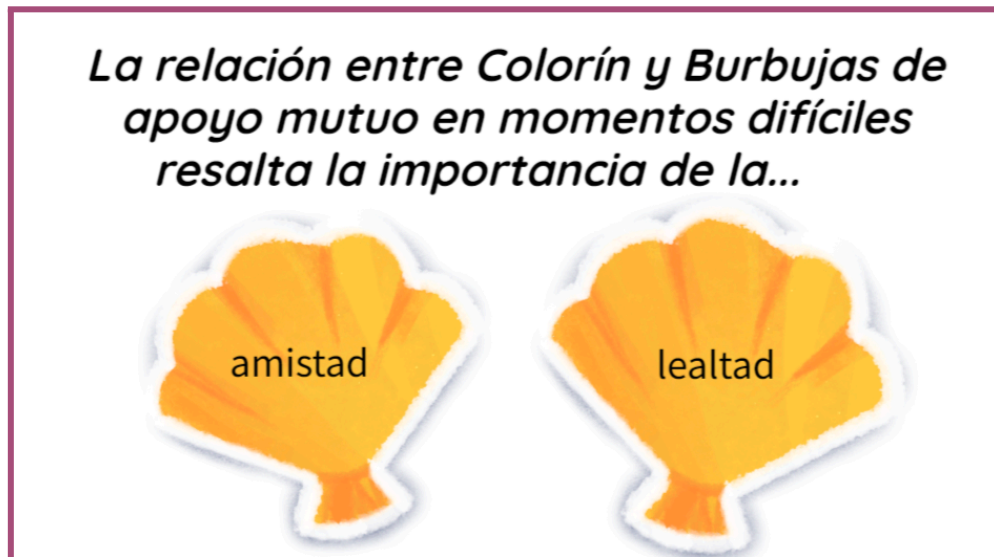 La relación entre Colorín y Burbujas de
apoyo mutuo en momentos difíciles
resalta la importancia de la...
amistad
lealtad